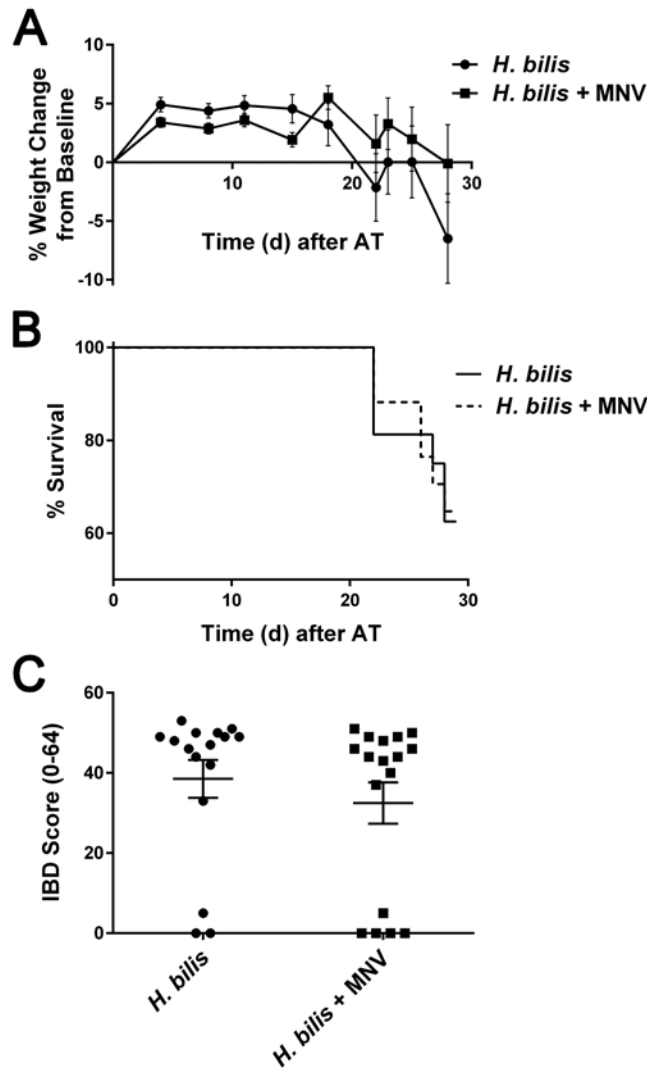 A
10
5
0
-5
-10
10
20
30
% Weight Change
from Baseline
Time (d) after AT
H. bilis
H. bilis + MNV
B
100
80
60
0
10
20
30
% Survival
Time (d) after AT
H. bilis
H. bilis + MNV
C
60
40
20
0
IBD Score (0-64)
H. bilis
H. bilis + MNV